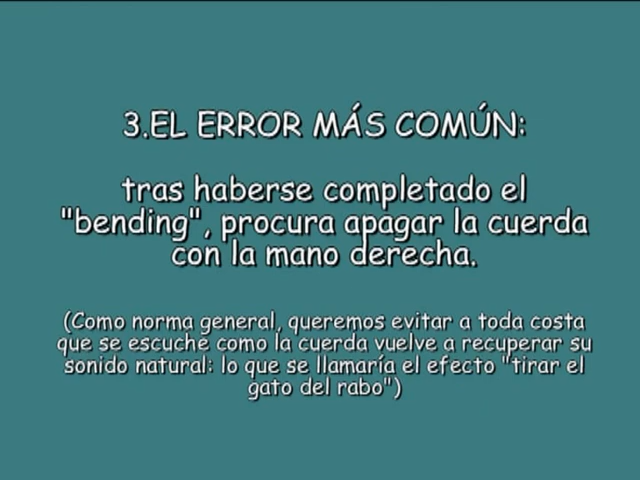 3.EL ERROR MÁS COMÚN:
tras haberse completado el
"bending", procura apagar la cuerda
con la mano derecha.
(Como norma general, queremos evitar a toda costa
que se escuche como la cuerda vuelve a recuperar su
sonido natural: lo que se llamaría el efecto "tirar el
gato del rabo")